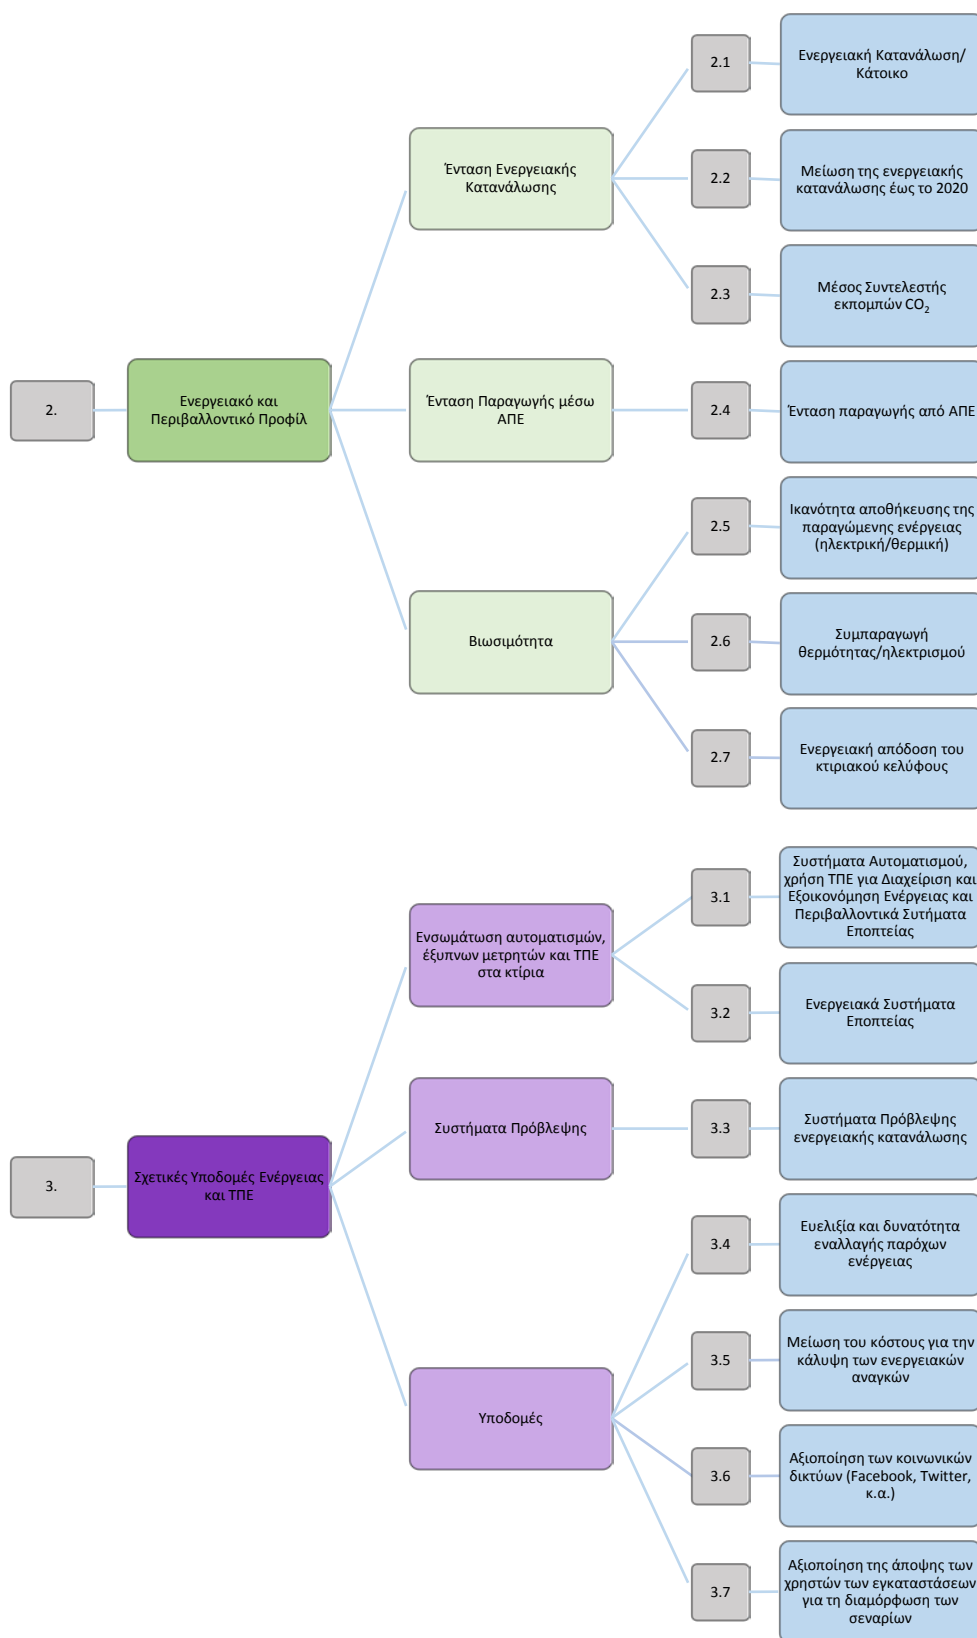 2.
Ενεργειακό και
Περιβαλλοντικό Προφίλ
Ένταση Ενεργειακής
Κατανάλωσης
2.1
Ενεργειακή Κατανάλωση/
Κάτοικο
2.2
Μείωση της ενεργειακής
κατανάλωσης έως το 2020
2.3
Μέσος Συντελεστής
εκπομπών CO₂
Ένταση Παραγωγής μέσω
ΑΠΕ
2.4
Ένταση παραγωγής από ΑΠΕ
Βιωσιμότητα
2.5
Ικανότητα αποθήκευσης της
παραγώμενης ενέργειας
(ηλεκτρική/θερμική)
2.6
Συμπαραγωγή
θερμότητας/ηλεκτρισμού
2.7
Ενεργειακή απόδοση του
κτιριακού κελύφους
3.
Σχετικές Υποδομές Ενέργειας
και ΤΠΕ
Ενσωμάτωση αυτοματισμών,
έξυπνων μετρητών και ΤΠΕ
στα κτίρια
3.1
Συστήματα Αυτοματισμού,
χρήση ΤΠΕ για Διαχείριση και
Εξοικονόμηση Ενέργειας και
Περιβαλλοντικά Συτήματα
Εποπτείας
3.2
Ενεργειακά Συστήματα
Εποπτείας
Συστήματα Πρόβλεψης
3.3
Συστήματα Πρόβλεψης
ενεργειακής κατανάλωσης
Υποδομές
3.4
Ευελιξία και δυνατότητα
εναλλαγής παρόχων
ενέργειας
3.5
Μείωση του κόστους για την
κάλυψη των ενεργειακών
αναγκών
3.6
Αξιοποίηση των κοινωνικών
δικτύων (Facebook, Twitter,
κ.α.)
3.7
Αξιοποίηση της άποψης των
χρηστών των εγκαταστάσεων
για τη διαμόρφωση των
σεναρίων